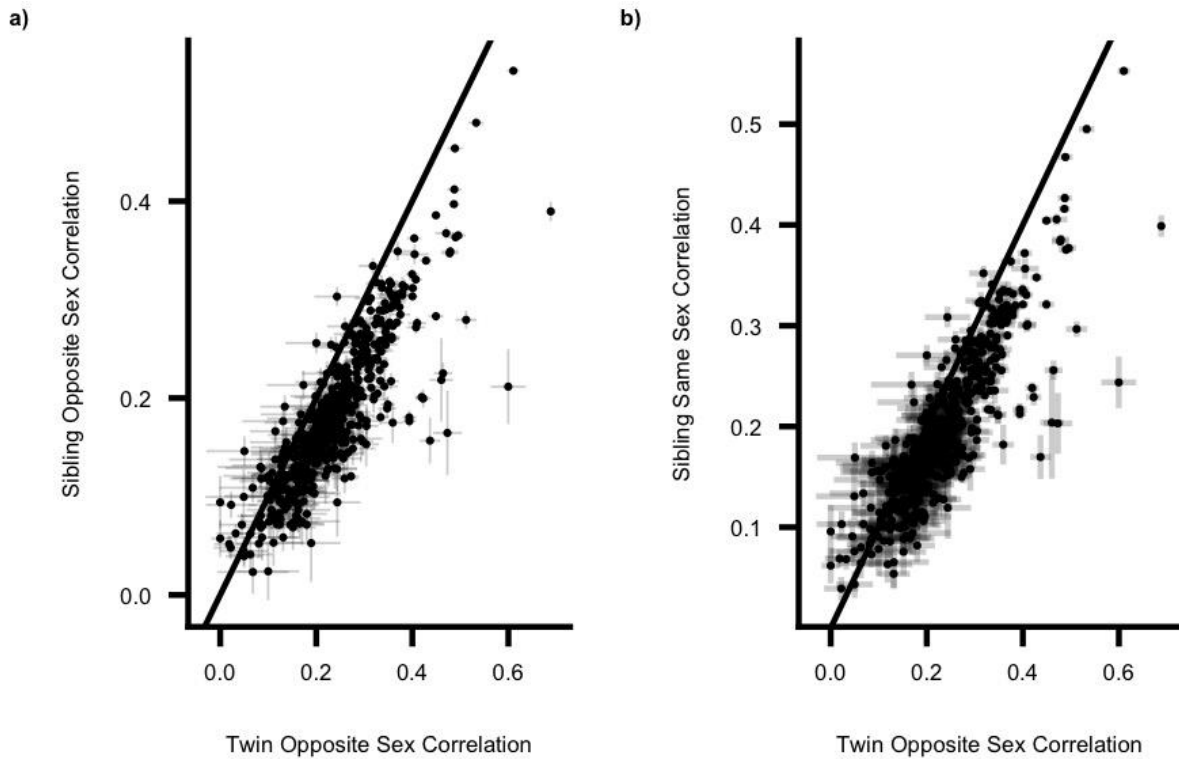 a)
Sibling Opposite Sex Correlation
0.4
0.2
0.0
0.0 0.2 0.4 0.6
Twin Opposite Sex Correlation
b)
Sibling Same Sex Correlation
0.5
0.4
0.3
0.2
0.1
0.0 0.2 0.4 0.6
Twin Opposite Sex Correlation